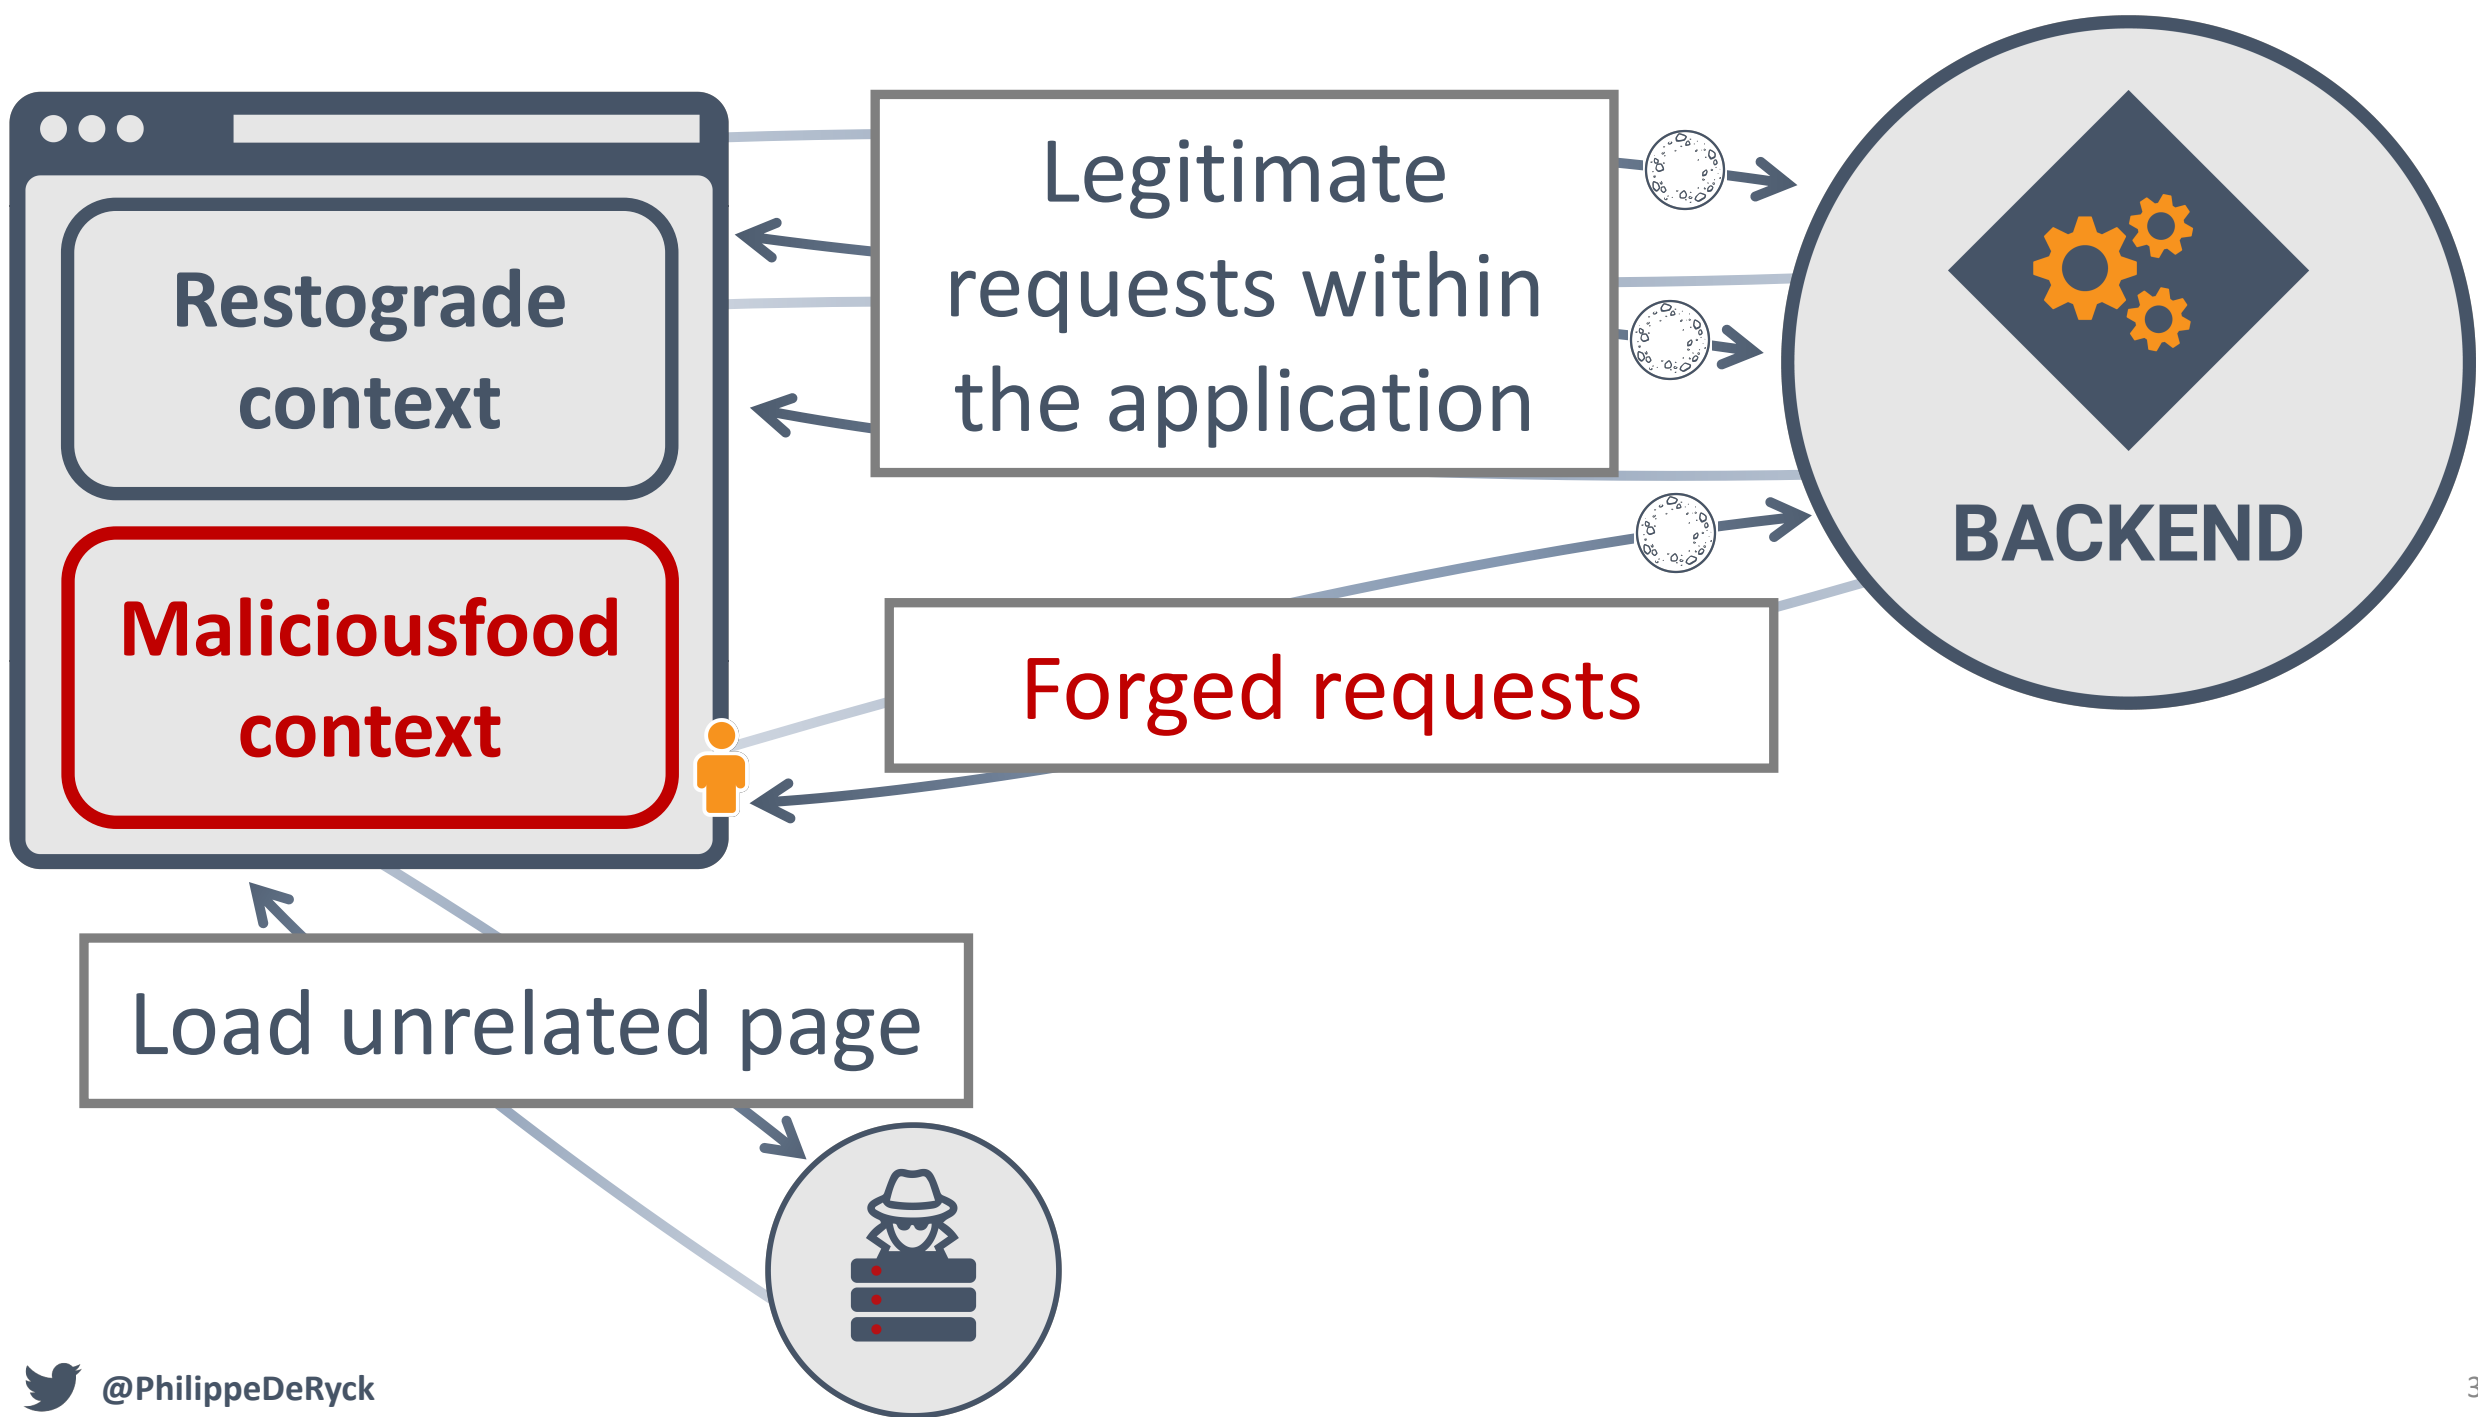 Restograde
context
Maliciousfood
context
Legitimate
requests within
the application
Forged requests
BACKEND
Load unrelated page
@PhilippeDeRyck